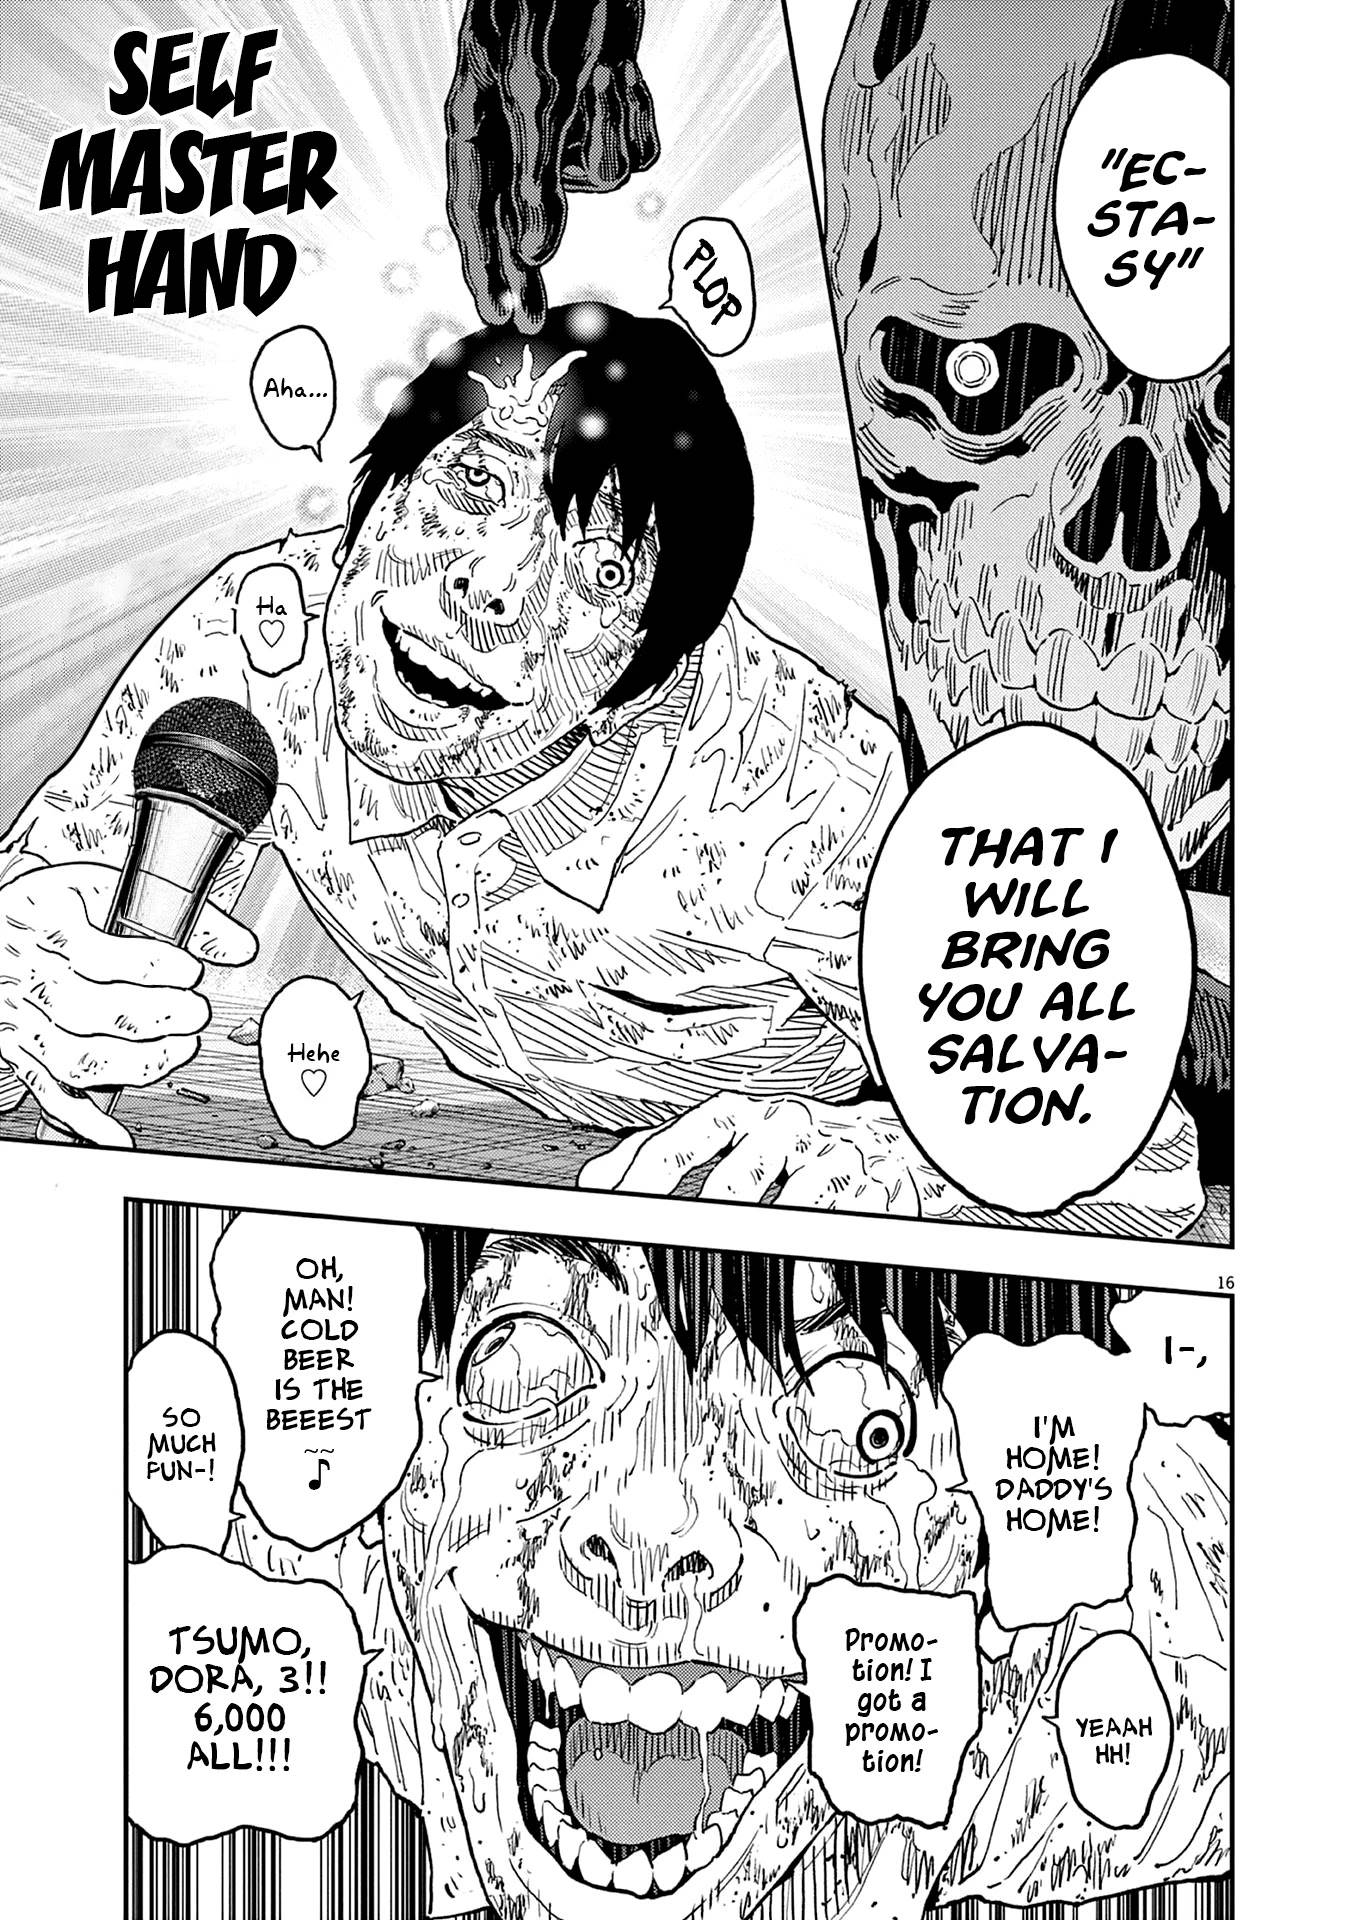 "EC-
STA-
SY"
THAT I
WILL
BRING
YOU ALL
SALVA-
TION.
SELF
MASTER
HAND
PLOP
Aha...
Ha
♡
Hehe
♡
16
I-,
I'M
HOME!
DADDY'S
HOME!
YEAAH
HH!
Promo-
tion! I
got a
promo-
tion!
OH,
MAN!
COLD
BEER
IS THE
BEEEST
~~
♪
SO
MUCH
FUN-!
TSUMO,
DORA, 3!!
6,000
ALL!!!